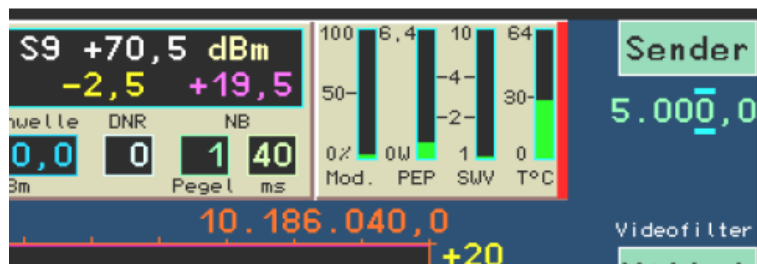 S9 +70,5 dBm
-2,5 +19,5
DNR NB
0,0 0 1 40
Pegel ms
100 6,4 10 64
-4-
50- 30-
-2-
0% 0W 1 0
Mod. PEP SWV T°C
Sender
5.000,0
10.186.040,0
+20
Videofilter